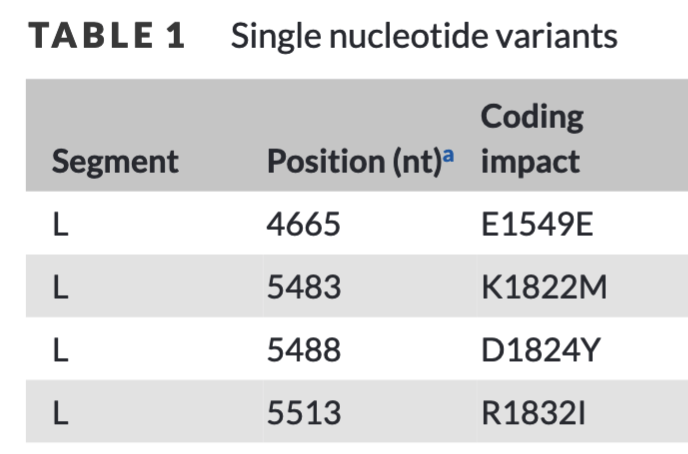 TABLE 1 Single nucleotide variants
Segment Position (nt)a Coding impact
L 4665 E1549E
L 5483 K1822M
L 5488 D1824Y
L 5513 R1832I